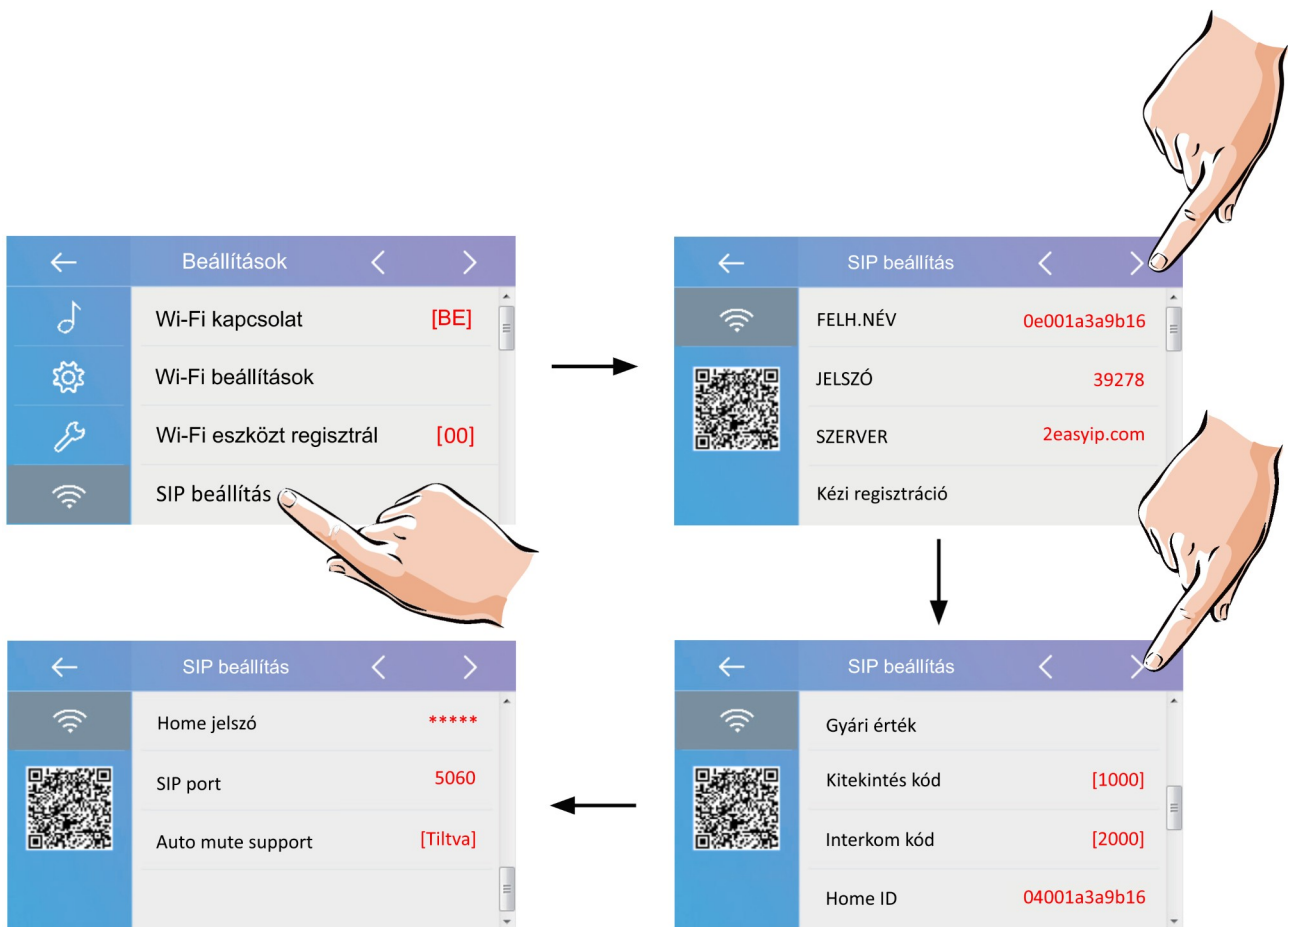 Beállítások
Wi-Fi kapcsolat [BE]
Wi-Fi beállítások
Wi-Fi eszközt regisztrál [00]
SIP beállítás
SIP beállítás
FELH.NÉV 0e001a3a9b16
JELSZÓ 39278
SZERVER 2easyip.com
Kézi regisztráció
SIP beállítás
Gyári érték
Kitekintés kód [1000]
Interkom kód [2000]
Home ID 04001a3a9b16
SIP beállítás
Home jelszó *****
SIP port 5060
Auto mute support [Tiltva]